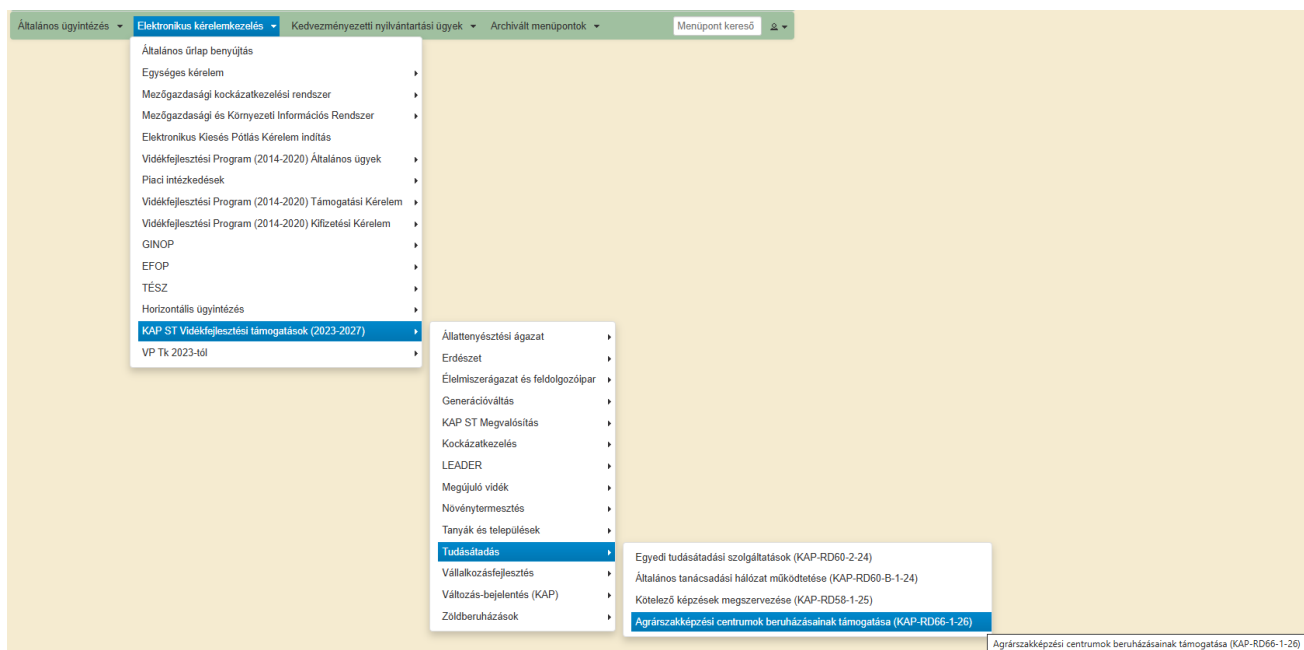 Általános ügyintézés Elektronikus kérelemkezelés Kedvezményezetti nyilvántartási ügyek Archivált menüpontok Menüpont kereső
Általános űrlap benyújtás
Egységes kérelem
Mezőgazdasági kockázatkezelési rendszer
Mezőgazdasági és Környezeti Információs Rendszer
Elektronikus Kiesés Pótlás Kérelem indítás
Vidékfejlesztési Program (2014-2020) Általános ügyek
Piaci intézkedések
Vidékfejlesztési Program (2014-2020) Támogatási Kérelem
Vidékfejlesztési Program (2014-2020) Kifizetési Kérelem
GINOP
EFOP
TÉSZ
Horizontális ügyintézés
KAP ST Vidékfejlesztési támogatások (2023-2027)
VP Tk 2023-tól
Állattenyésztési ágazat
Erdészet
Élelmiszerágazat és feldolgozóipar
Generációváltás
KAP ST Megvalósítás
Kockázatkezelés
LEADER
Megújuló vidék
Növénytermesztés
Tanyák és települések
Tudásátadás
Vállalkozásfejlesztés
Változás-bejelentés (KAP)
Zöldberuházások
Egyedi tudásátadási szolgáltatások (KAP-RD60-2-24)
Általános tanácsadási hálózat működtetése (KAP-RD60-B-1-24)
Kötelező képzések megszervezése (KAP-RD58-1-25)
Agrárszakképzési centrumok beruházásainak támogatása (KAP-RD66-1-26)
Agrárszakképzési centrumok beruházásainak támogatása (KAP-RD66-1-26)